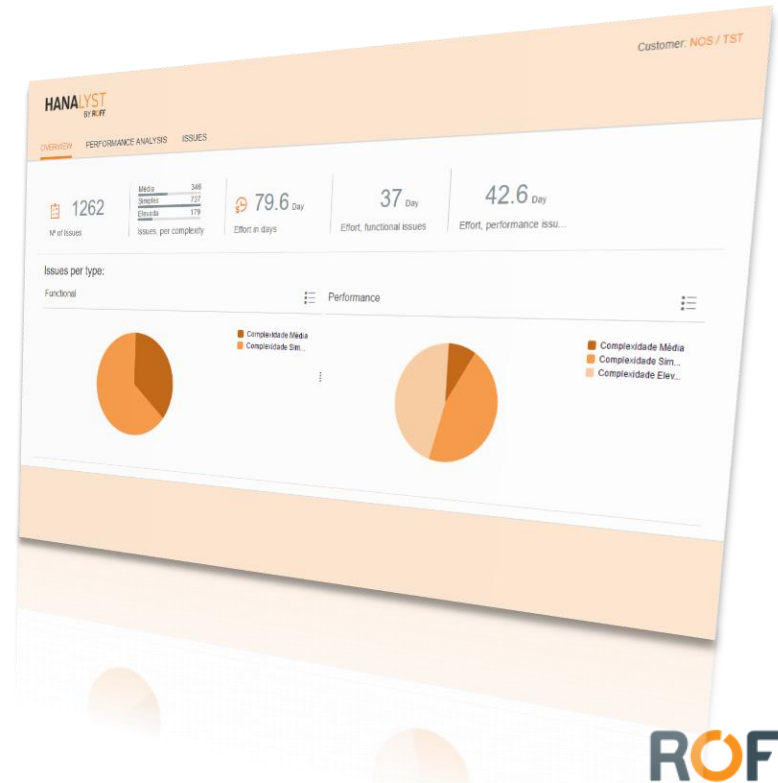 Customer: NOS / TST
HANALYST
BY ROFF
OVERVIEW PERFORMANCE ANALYSIS ISSUES
1262
Nº of Issues
Média 346
Simples 737
Elevada 179
Issues, per complexity
79.6 Day
Effort in days
37 Day
Effort, functional issues
42.6 Day
Effort, performance issu...
Issues per type:
Functional
Complexidade Média
Complexidade Sim...
Performance
Complexidade Média
Complexidade Sim...
Complexidade Elev...
ROF